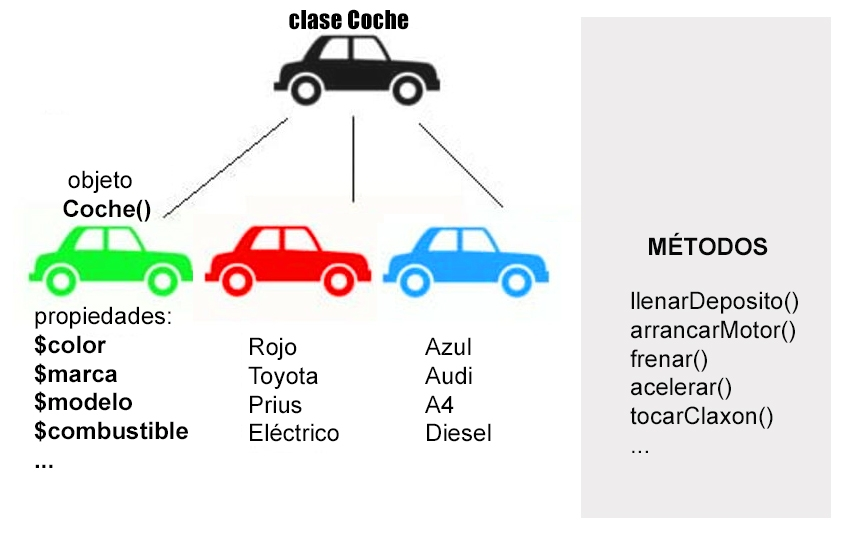 clase Coche
objeto
Coche()
propiedades:
$color
$marca
$modelo
$combustible
...
Rojo
Toyota
Prius
Eléctrico
Azul
Audi
A4
Diesel
MÉTODOS
llenarDeposito()
arrancarMotor()
frenar()
acelerar()
tocarClaxon()
...